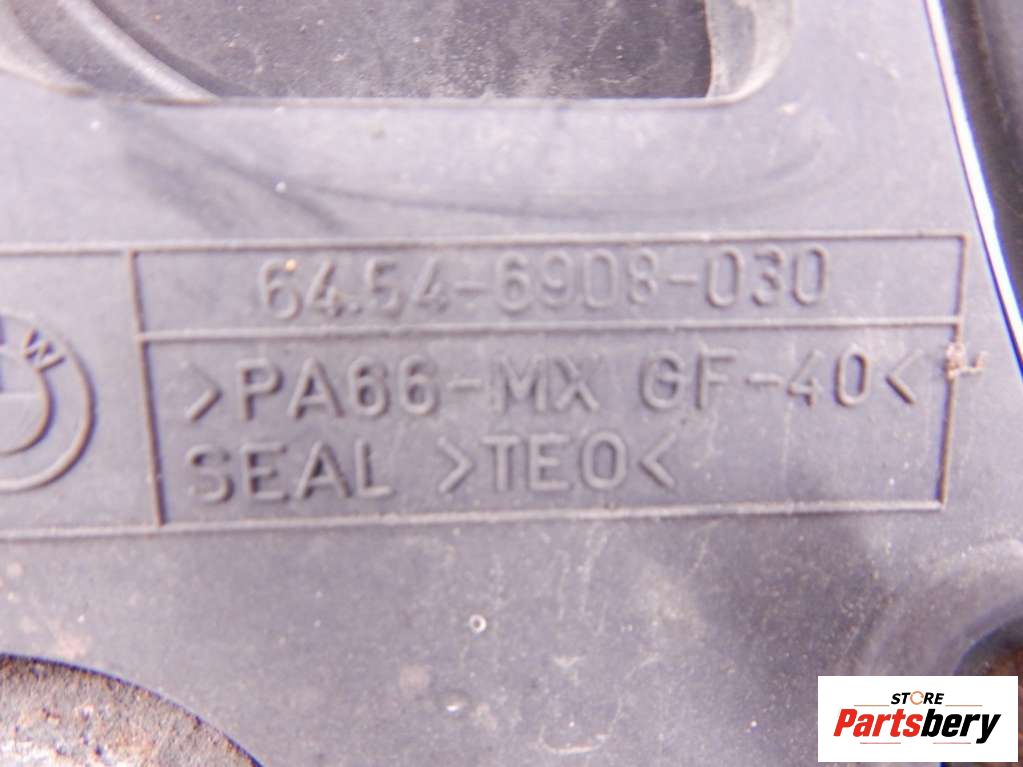 64.54-6908-030
>PA66-MX GF-40<
W
SEAL >TEO<
STORE
Partsbery